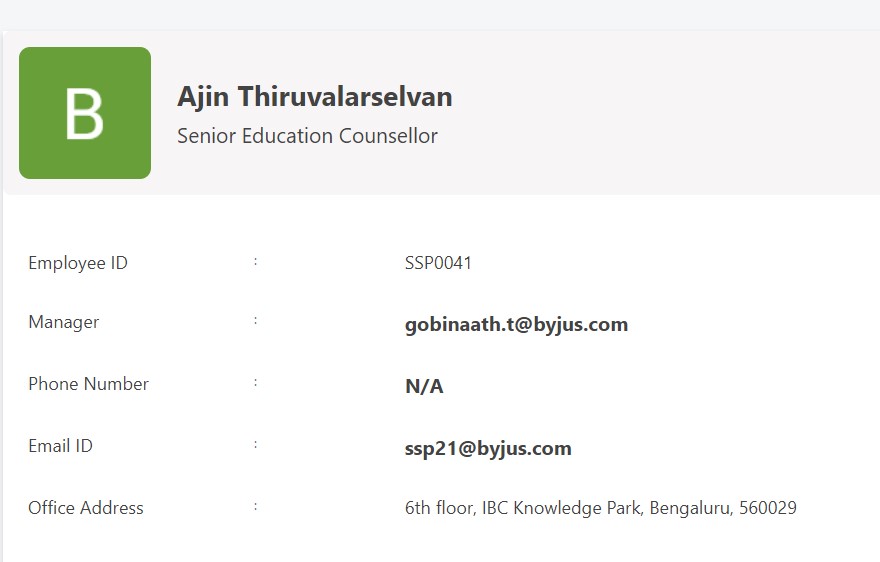 B
Ajin Thiruvalarselvan
Senior Education Counsellor
Employee ID : SSP0041
Manager : gobinaath.t@byjus.com
Phone Number : N/A
Email ID : ssp21@byjus.com
Office Address : 6th floor, IBC Knowledge Park, Bengaluru, 560029